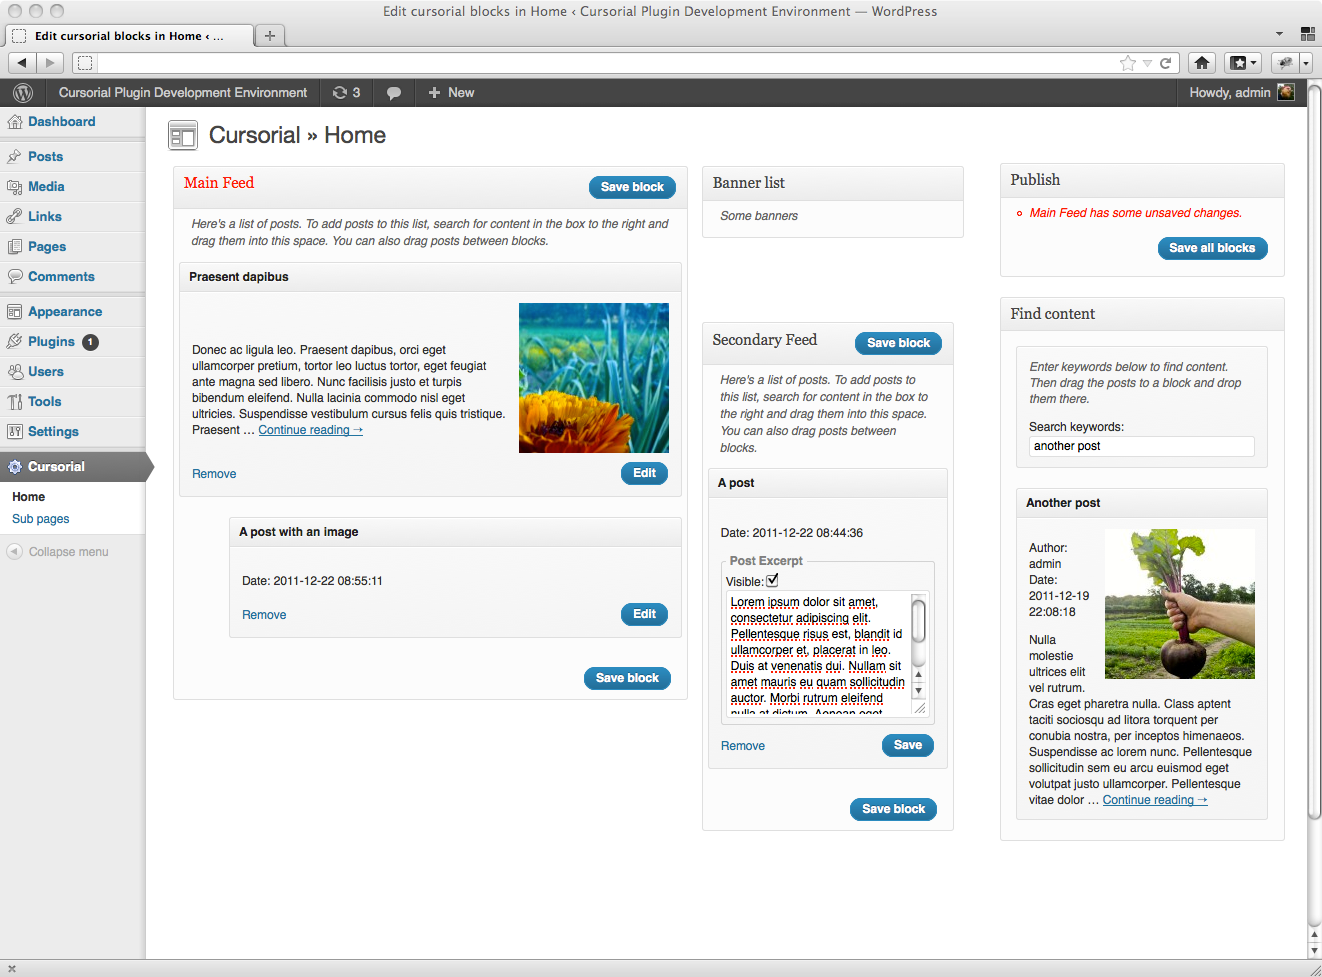 Edit cursorial blocks in Home ‹ Cursorial Plugin Development Environment — WordPress
Edit cursorial blocks in Home ‹ ...
Cursorial Plugin Development Environment
3
New
Howdy, admin
Dashboard
Posts
Media
Links
Pages
Comments
Appearance
Plugins 1
Users
Tools
Settings
Cursorial
Home
Sub pages
Collapse menu
Cursorial » Home
Main Feed
Save block
Here's a list of posts. To add posts to this list, search for content in the box to the right and
drag them into this space. You can also drag posts between blocks.
Praesent dapibus
Donec ac ligula leo. Praesent dapibus, orci eget
ullamcorper pretium, tortor leo luctus tortor, eget feugiat
ante magna sed libero. Nunc facilisis justo et turpis
bibendum eleifend. Nulla lacinia commodo nisl eget
ultricies. Suspendisse vestibulum cursus felis quis tristique.
Praesent ... Continue reading →
Remove
Edit
A post with an image
Date: 2011-12-22 08:55:11
Remove
Edit
Save block
Banner list
Some banners
Secondary Feed
Save block
Here's a list of posts. To add posts to
this list, search for content in the box to
the right and drag them into this space.
You can also drag posts between
blocks.
A post
Date: 2011-12-22 08:44:36
Post Excerpt
Visible:
Lorem ipsum dolor sit amet,
consectetur adipiscing elit.
Pellentesque risus est, blandit id
ullamcorper et, placerat in leo.
Duis at venenatis dui. Nullam sit
amet mauris eu quam sollicitudin
auctor. Morbi rutrum eleifend
nulla at dictum. Aenean eget
Remove
Save
Save block
Publish
Main Feed has some unsaved changes.
Save all blocks
Find content
Enter keywords below to find content.
Then drag the posts to a block and drop
them there.
Search keywords:
another post
Another post
Author:
admin
Date:
2011-12-19
22:08:18
Nulla
molestie
ultrices elit
vel rutrum.
Cras eget pharetra nulla. Class aptent
taciti sociosqu ad litora torquent per
conubia nostra, per inceptos himenaeos.
Suspendisse ac lorem nunc. Pellentesque
sollicitudin sem eu arcu euismod eget
volutpat justo ullamcorper. Pellentesque
vitae dolor ... Continue reading →